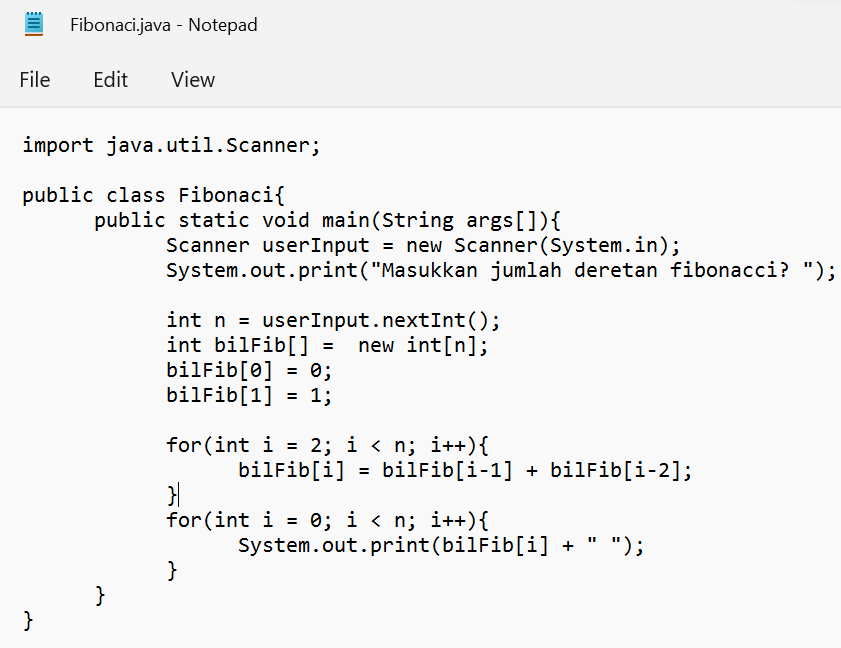 Fibonaci.java - Notepad
File Edit View
import java.util.Scanner;
public class Fibonaci{
public static void main(String args[]){
Scanner userInput = new Scanner(System.in);
System.out.print("Masukkan jumlah deretan fibonacci? ");
int n = userInput.nextInt();
int bilFib[] =  new int[n];
bilFib[0] = 0;
bilFib[1] = 1;
for(int i = 2; i < n; i++){
bilFib[i] = bilFib[i-1] + bilFib[i-2];
}
for(int i = 0; i < n; i++){
System.out.print(bilFib[i] + " ");
}
}
}